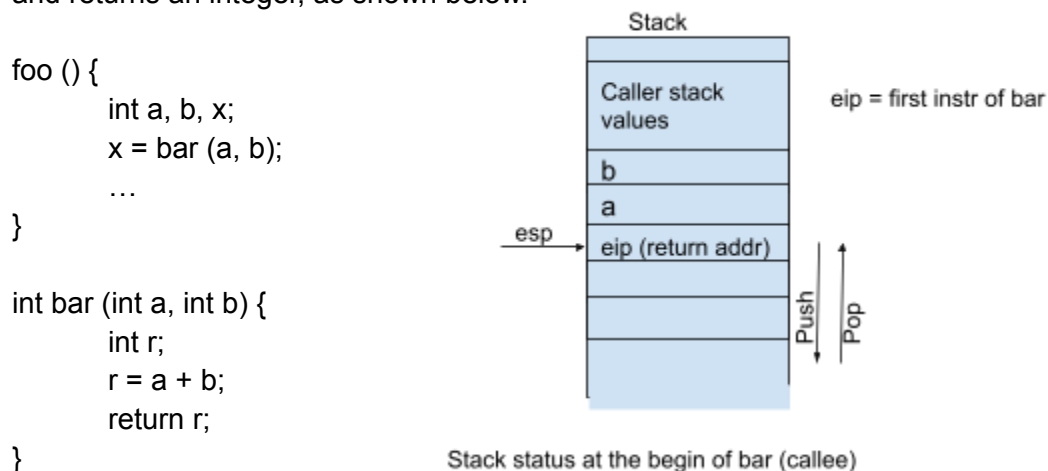 and returns an integer, as shown below.
foo () {
int a, b, x;
x = bar (a, b);
…
}
int bar (int a, int b) {
int r;
r = a + b;
return r;
}
Stack
Caller stack
values
b
a
eip (return addr)
esp
eip = first instr of bar
Push
Pop
Stack status at the begin of bar (callee)